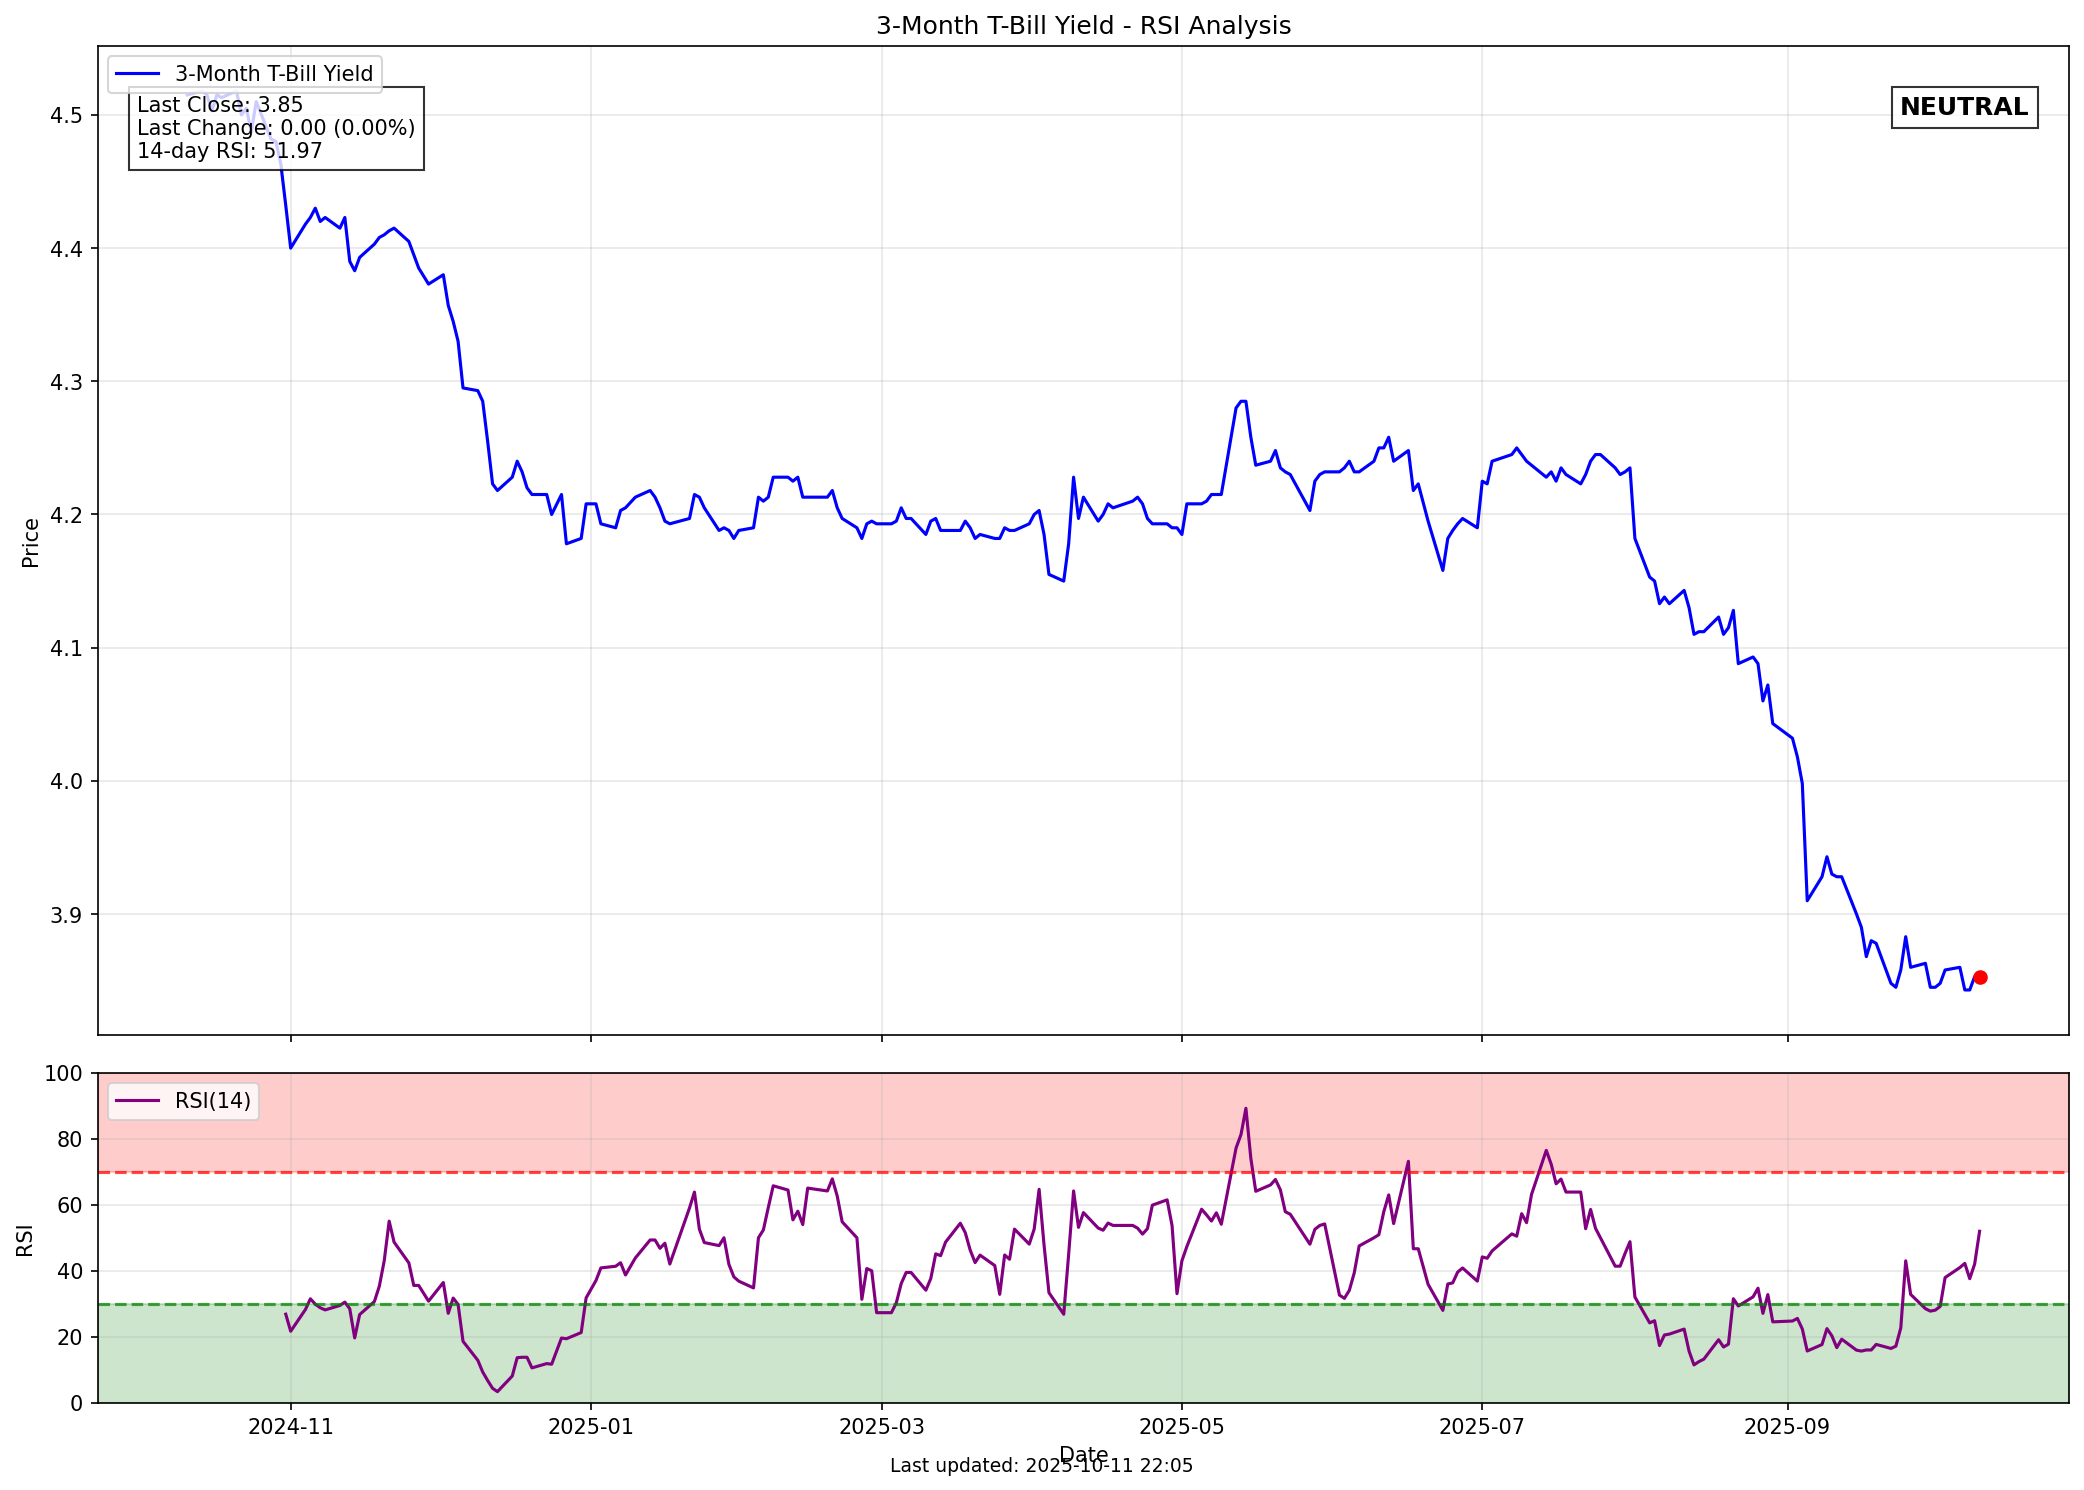 3-Month T-Bill Yield - RSI Analysis
3-Month T-Bill Yield
Last Close: 3.85
Last Change: 0.00 (0.00%)
14-day RSI: 51.97
NEUTRAL
Price
4.5
4.4
4.3
4.2
4.1
4.0
3.9
RSI(14)
RSI
100
80
60
40
20
0
2024-11
2025-01
2025-03
2025-05
2025-07
2025-09
Date
Last updated: 2025-10-11 22:05